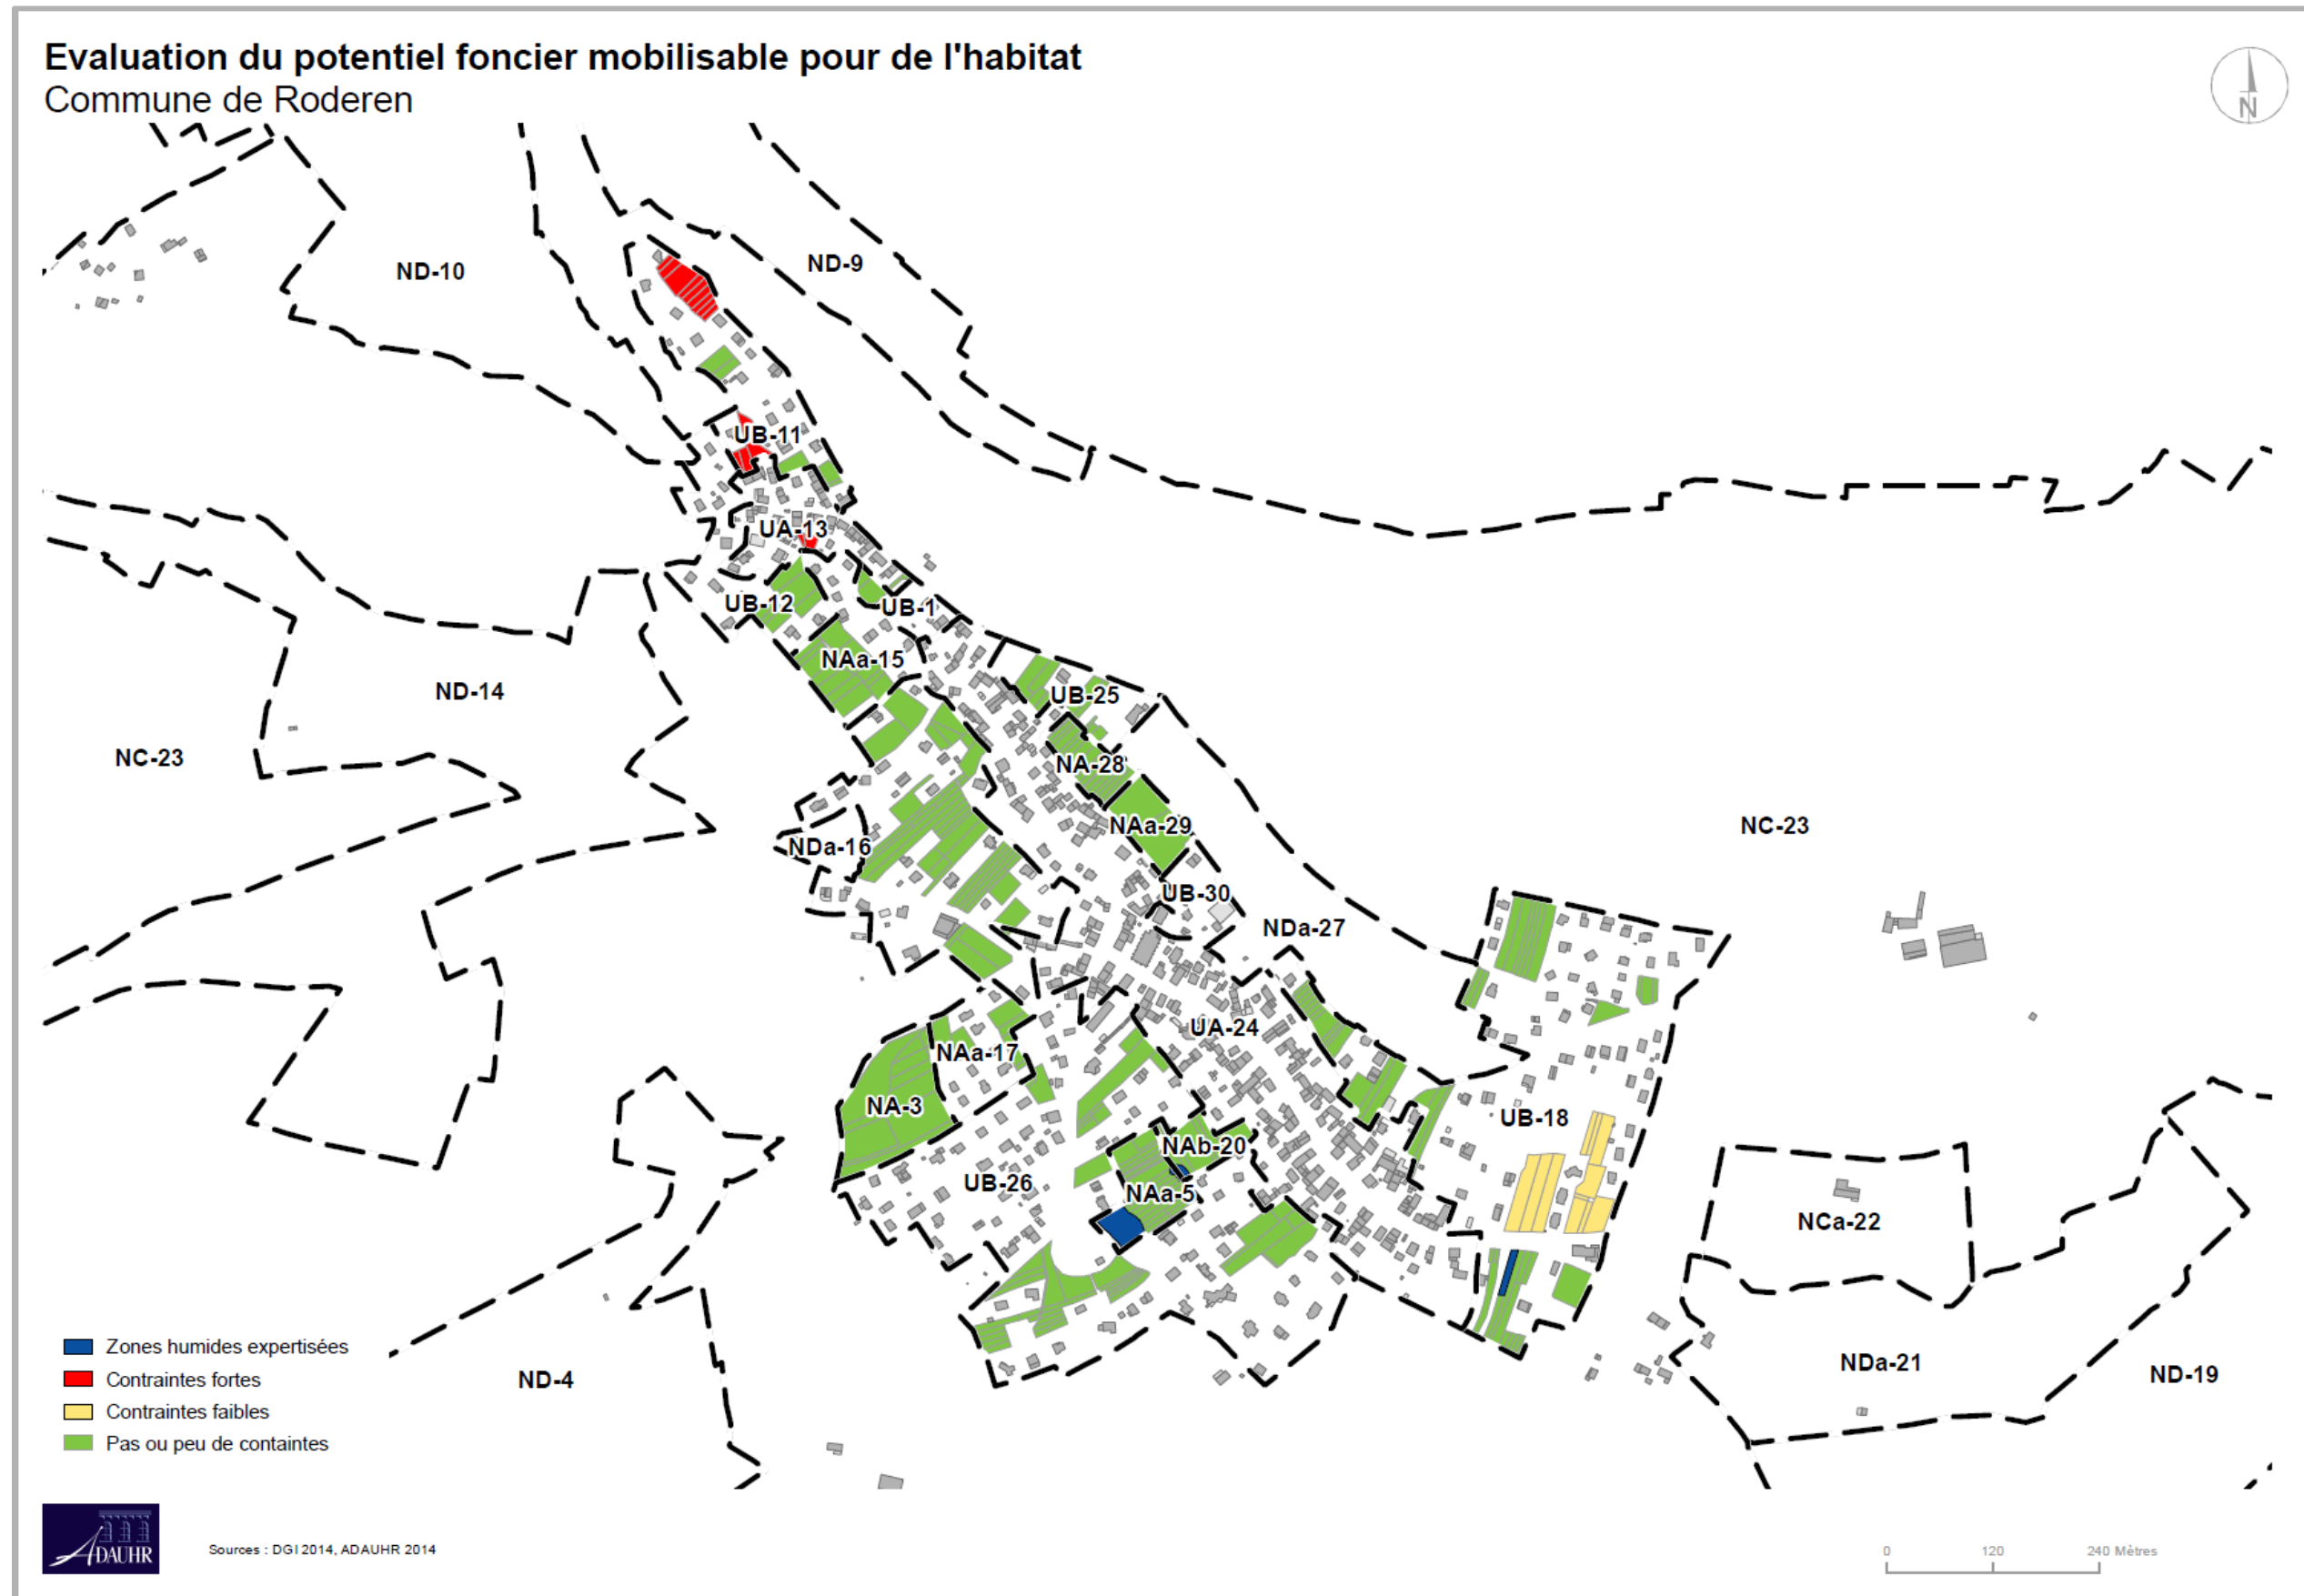 Evaluation du potentiel foncier mobilisable pour de l'habitat
Commune de Roderen
N
ND-10
ND-9
UB-11
UA-13
UB-12
UB-1
NAa-15
ND-14
UB-25
NC-23
NA-28
NAa-29
NC-23
NDa-16
UB-30
NDa-27
UA-24
NAa-17
NA-3
UB-18
NAb-20
UB-26
NAa-5
NCa-22
NDa-21
ND-19
ND-4
Zones humides expertisées
Contraintes fortes
Contraintes faibles
Pas ou peu de containtes
ADAUHR
Sources : DGI 2014, ADAUHR 2014
0 120 240 Mètres